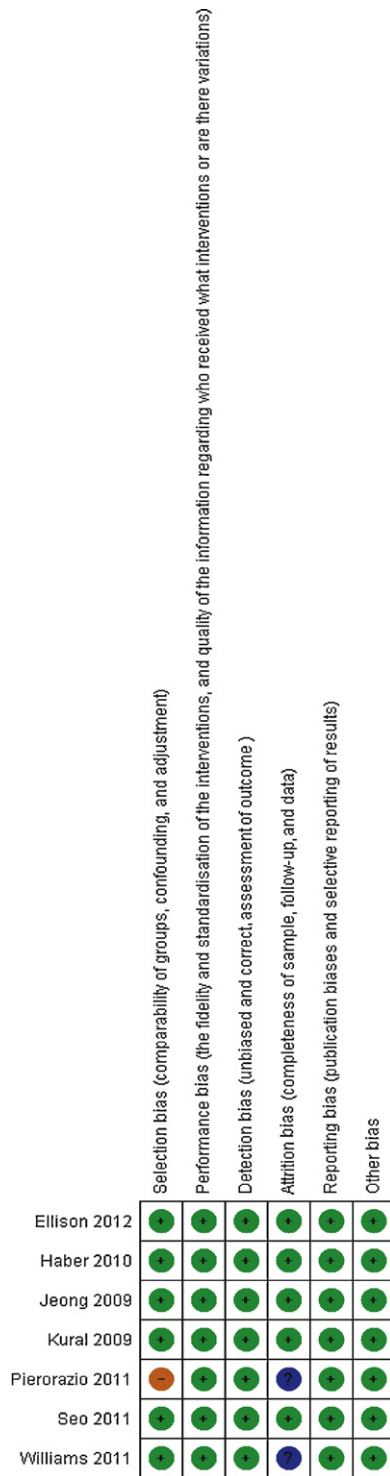 Selection bias (comparability of groups, confounding, and adjustment)
Performance bias (the fidelity and standardisation of the interventions, and quality of the information regarding who received what interventions or are there variations)
Detection bias (unbiased and correct, assessment of outcome )
Attrition bias (completeness of sample, follow-up, and data)
Reporting bias (publication biases and selective reporting of results)
Other bias
Ellison 2012 + + + + + +
Haber 2010 + + + + + +
Jeong 2009 + + + + + +
Kural 2009 + + + + + +
Pierorazio 2011 - + + ? + +
Seo 2011 + + + + + +
Williams 2011 + + + ? + +